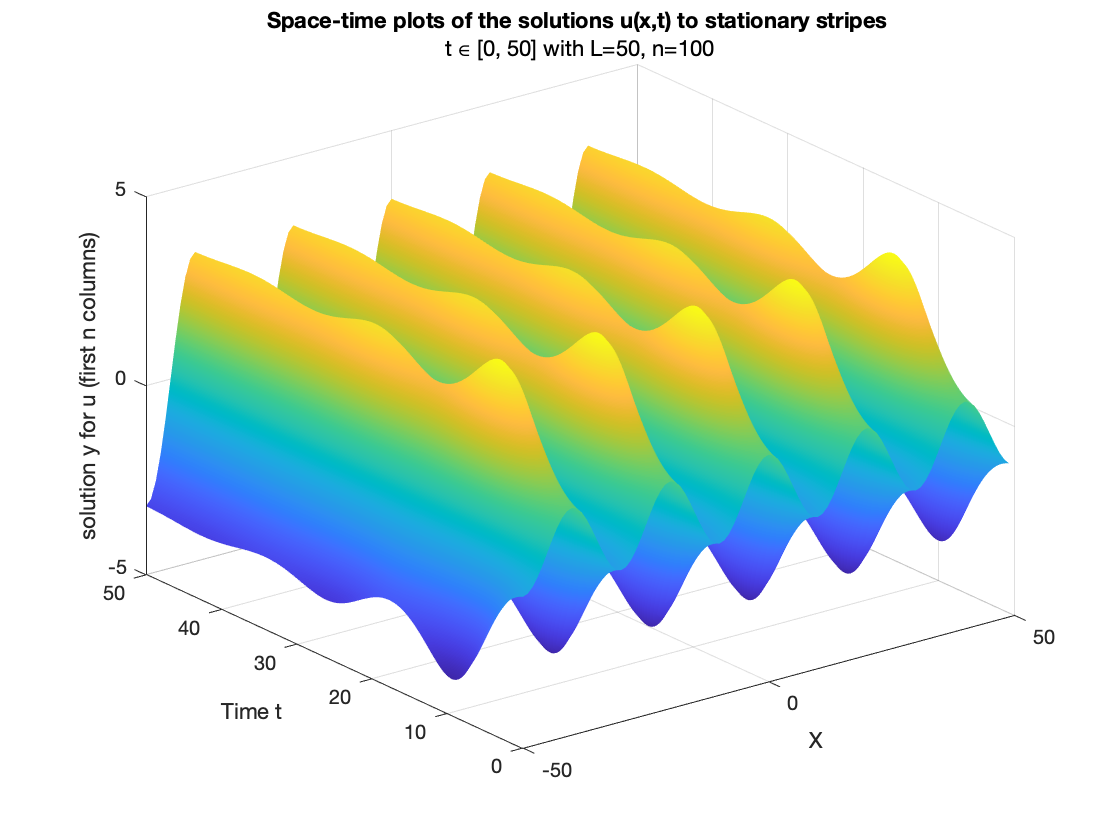 Space-time plots of the solutions u(x,t) to stationary stripes
t ∈ [0, 50] with L=50, n=100
solution y for u (first n columns)
5
0
-5
50
40
30
20
10
0
Time t
-50
0
50
X